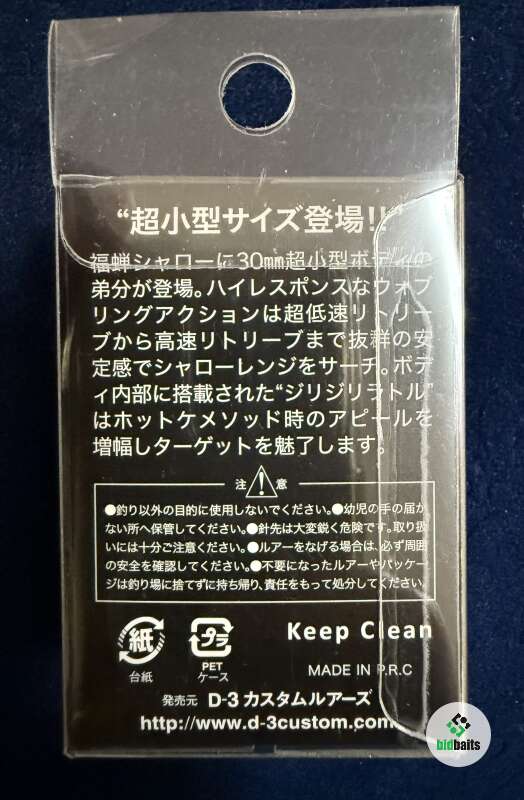 “超小型サイズ登場!!”
福蝉シャローに30mm超小型ボディの
弟分が登場。ハイレスポンスなウォブ
リングアクションは超低速リトリー
ブから高速リトリーブまで抜群の安
定感でシャローレンジをサーチ。ボデ
ィ内部に搭載された“ジリジリラトル”
はホットケメソッド時のアピールを
増幅しターゲットを魅了します。
注 意
●釣り以外の目的に使用しないでください。●幼児の手の届か
ない所へ保管してください。●針先は大変鋭く危険です。取り扱
いには十分ご注意ください。●ルアーをなげる場合は、必ず周囲
の安全を確認してください。●不要になったルアーやパッケー
ジは釣り場に捨てずに持ち帰り、責任をもって処分してください。
紙
台紙
プラ
PET
ケース
Keep Clean
MADE IN P.R.C
発売元 D-3 カスタムルアーズ
http://www.d-3custom.com
bidbaits